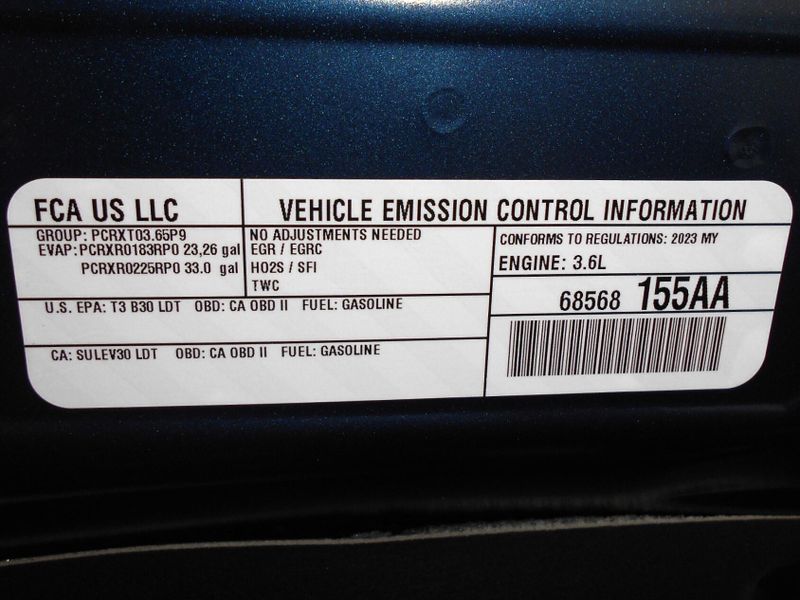 FCA US LLC
VEHICLE EMISSION CONTROL INFORMATION
GROUP: PCRXT03.65P9
EVAP: PCRXR0183RP0 23,26 gal
PCRXR0225RP0 33.0 gal
NO ADJUSTMENTS NEEDED
EGR / EGRC
HO2S / SFI
TWC
CONFORMS TO REGULATIONS: 2023 MY
ENGINE: 3.6L
U.S. EPA: T3 B30 LDT OBD: CA OBD II FUEL: GASOLINE
68568 155AA
CA: SULEV30 LDT OBD: CA OBD II FUEL: GASOLINE